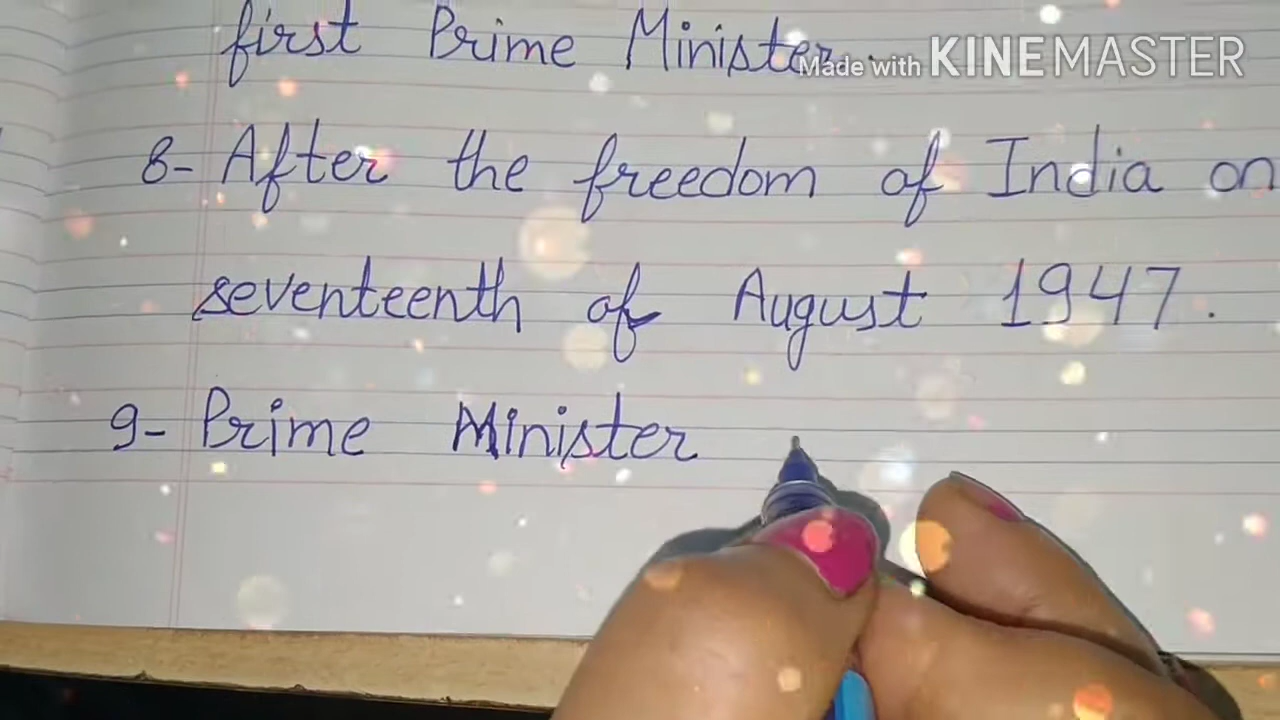 first Prime Minister.
Made with KINEMASTER
8- After the freedom of India on
seventeenth of August 1947.
9- Prime Minister